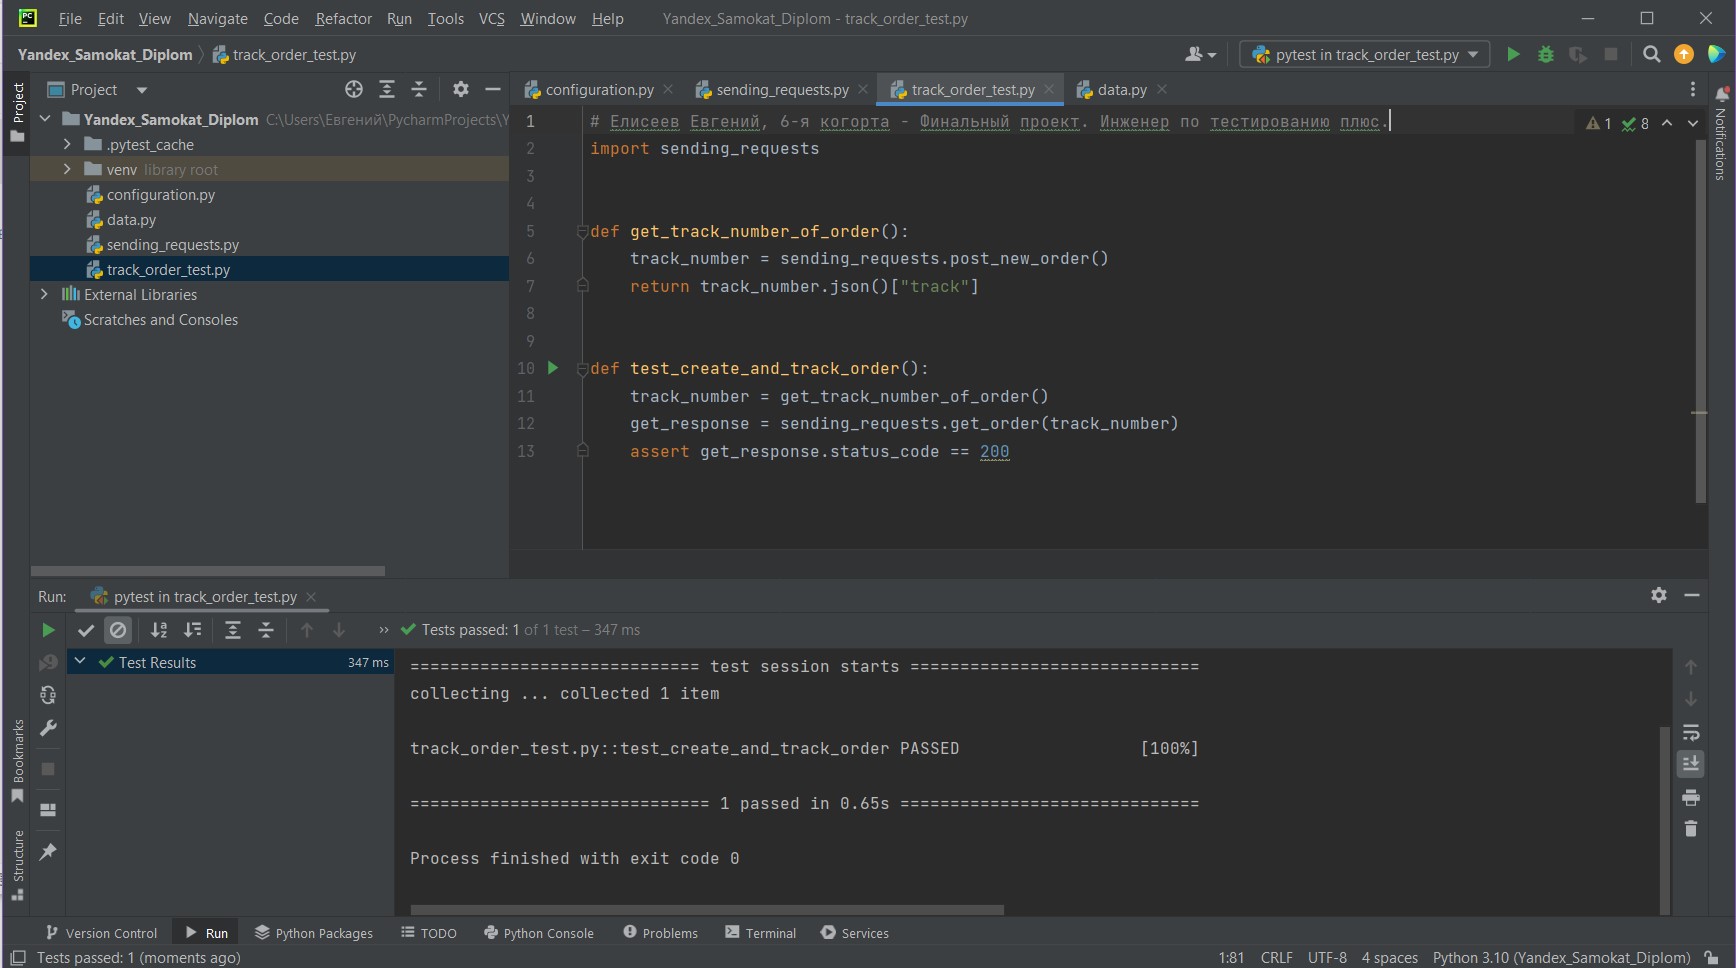 PC File Edit View Navigate Code Refactor Run Tools VCS Window Help Yandex_Samokat_Diplom - track_order_test.py
Yandex_Samokat_Diplom track_order_test.py pytest in track_order_test.py
Project
Project
configuration.py sending_requests.py track_order_test.py data.py
Notifications
Yandex_Samokat_Diplom C:\Users\Евгений\PycharmProjects\Y
.pytest_cache
venv library root
configuration.py
data.py
sending_requests.py
track_order_test.py
External Libraries
Scratches and Consoles
1 # Елисеев Евгений, 6-я когорта - Финальный проект. Инженер по тестированию плюс. 1 8
2 import sending_requests
3
4
5 def get_track_number_of_order():
6 track_number = sending_requests.post_new_order()
7 return track_number.json()["track"]
8
9
10 def test_create_and_track_order():
11 track_number = get_track_number_of_order()
12 get_response = sending_requests.get_order(track_number)
13 assert get_response.status_code == 200
Run: pytest in track_order_test.py
Tests passed: 1 of 1 test – 347 ms
Test Results 347 ms
============================= test session starts =============================
collecting ... collected 1 item
track_order_test.py::test_create_and_track_order PASSED [100%]
============================== 1 passed in 0.65s ==============================
Process finished with exit code 0
Bookmarks
Structure
Version Control Run Python Packages TODO Python Console Problems Terminal Services
Tests passed: 1 (moments ago) 1:81 CRLF UTF-8 4 spaces Python 3.10 (Yandex_Samokat_Diplom)